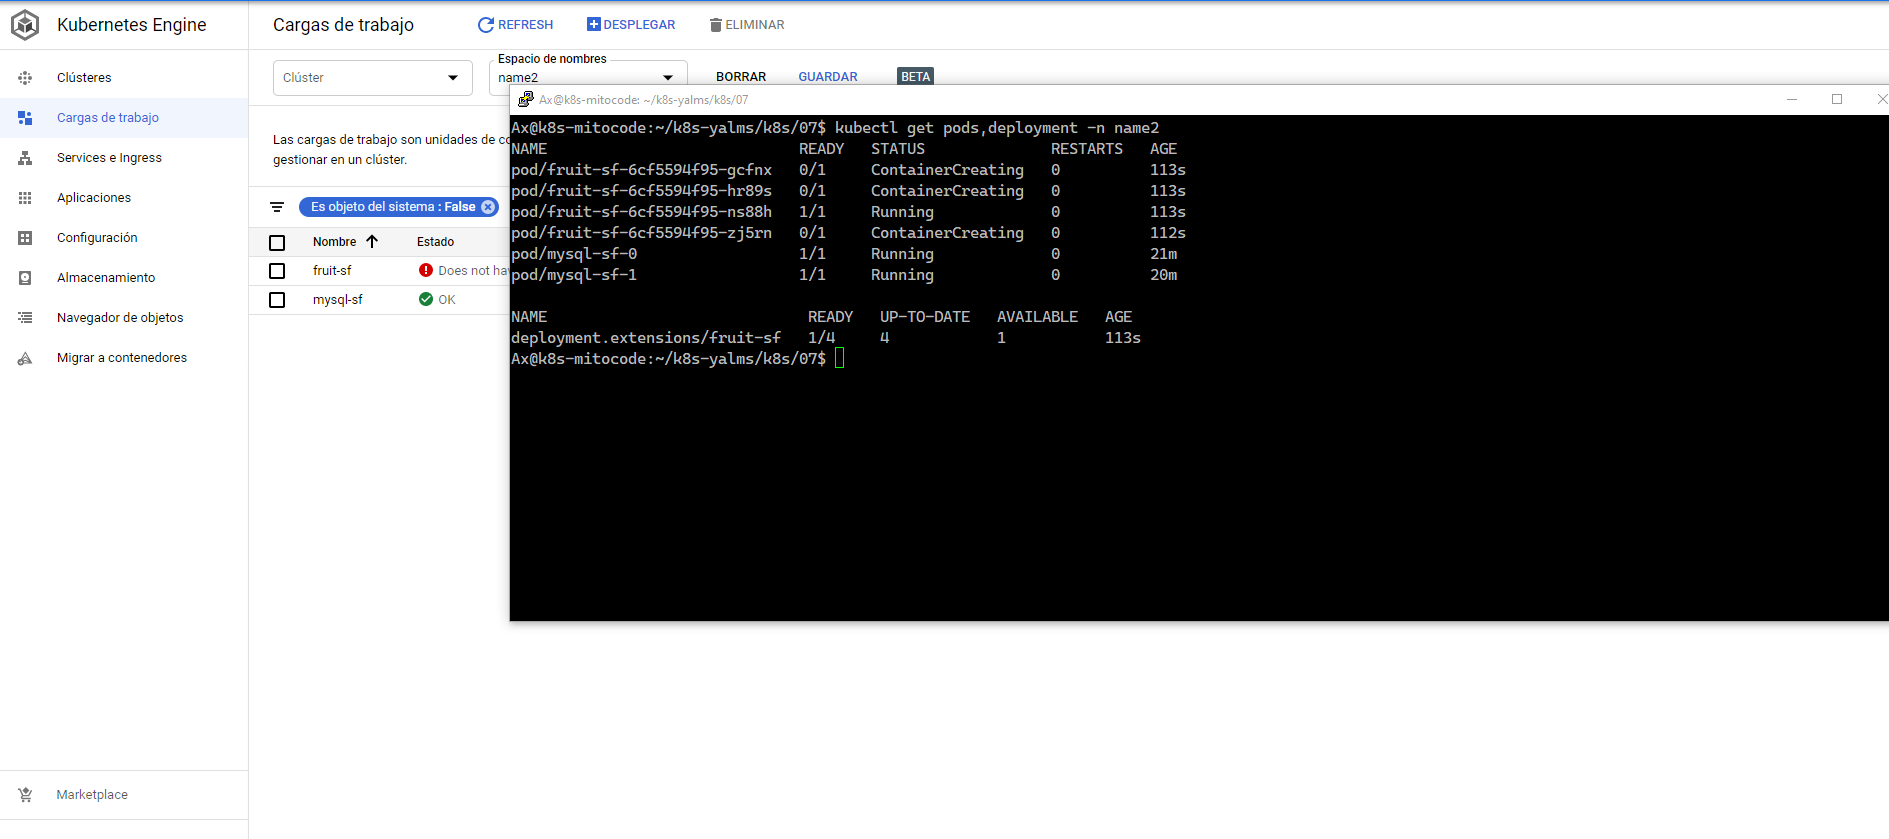 Kubernetes Engine
Clústeres
Cargas de trabajo
Services e Ingress
Aplicaciones
Configuración
Almacenamiento
Navegador de objetos
Migrar a contenedores
Marketplace
Cargas de trabajo REFRESH DESPLEGAR ELIMINAR
Clúster
Espacio de nombres
name2
BORRAR GUARDAR BETA
Las cargas de trabajo son unidades de
gestionar en un clúster.
Es objeto del sistema : False
Nombre Estado
fruit-sf Does not
mysql-sf OK
Ax@k8s-mitocode: ~/k8s-yalms/k8s/07
Ax@k8s-mitocode:~/k8s-yalms/k8s/07$ kubectl get pods,deployment -n name2
NAME READY STATUS RESTARTS AGE
pod/fruit-sf-6cf5594f95-gcfnx 0/1 ContainerCreating 0 113s
pod/fruit-sf-6cf5594f95-hr89s 0/1 ContainerCreating 0 113s
pod/fruit-sf-6cf5594f95-ns88h 1/1 Running 0 113s
pod/fruit-sf-6cf5594f95-zj5rn 0/1 ContainerCreating 0 112s
pod/mysql-sf-0 1/1 Running 0 21m
pod/mysql-sf-1 1/1 Running 0 20m
NAME READY UP-TO-DATE AVAILABLE AGE
deployment.extensions/fruit-sf 1/4 4 1 113s
Ax@k8s-mitocode:~/k8s-yalms/k8s/07$